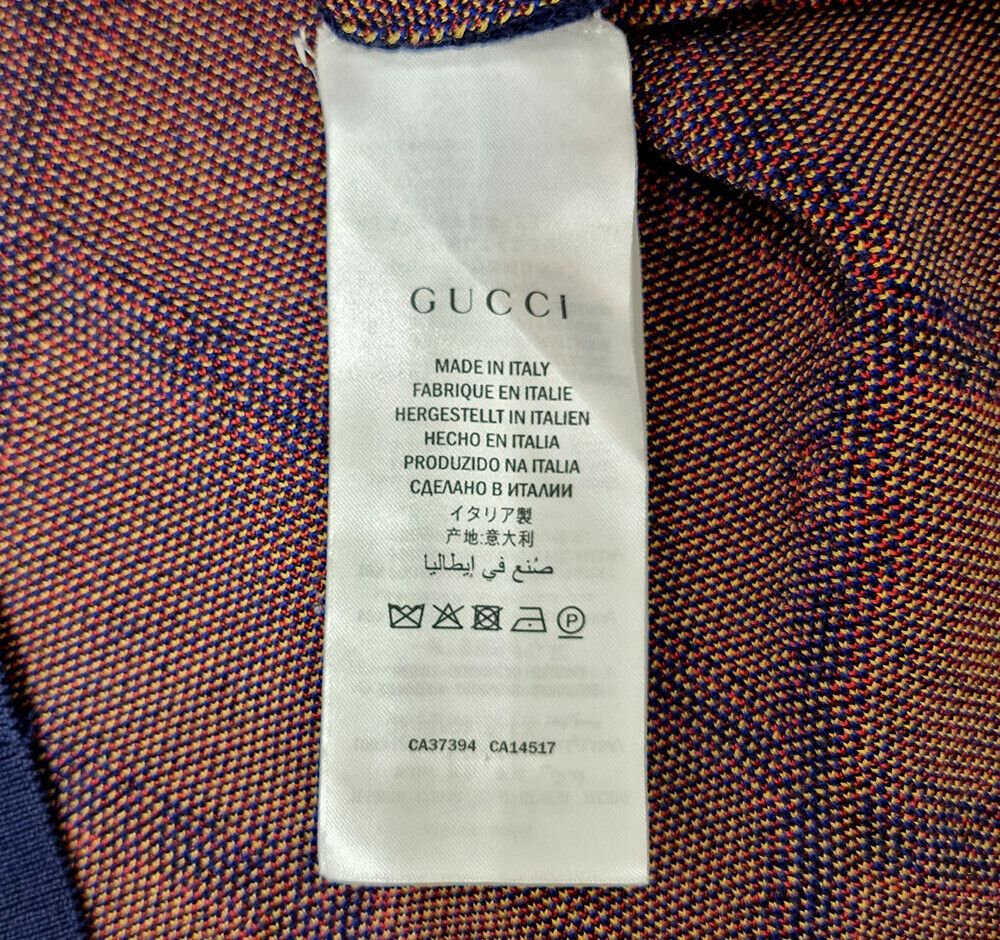 GUCCI
MADE IN ITALY
FABRIQUE EN ITALIE
HERGESTELLT IN ITALIEN
HECHO EN ITALIA
PRODUZIDO NA ITALIA
СДЕЛАНО В ИТАЛИИ
イタリア製
产地:意大利
صُنع في إيطاليا
P
CA37394 CA14517